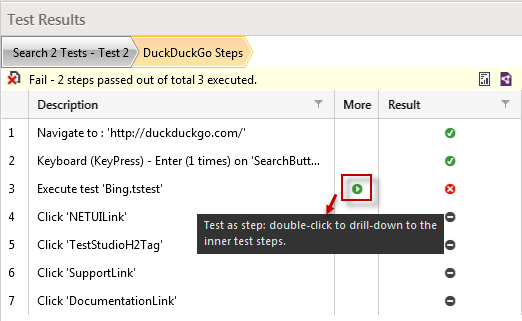 Test Results
Search 2 Tests - Test 2 DuckDuckGo Steps
Fail - 2 steps passed out of total 3 executed.
Description More Result
1 Navigate to : 'http://duckduckgo.com/'
2 Keyboard (KeyPress) - Enter (1 times) on 'SearchButt...
3 Execute test 'Bing.tstest'
4 Click 'NETUILink'
Test as step: double-click to drill-down to the
inner test steps.
5 Click 'TestStudioH2Tag'
6 Click 'SupportLink'
7 Click 'DocumentationLink'